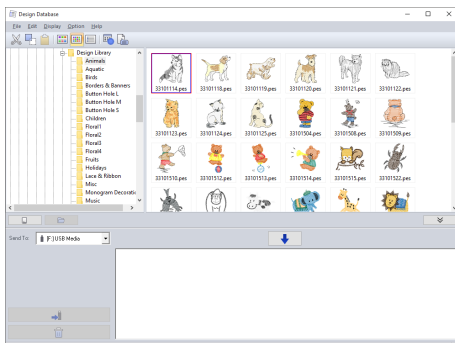 Design Database
File Edit Display Option Help
Design Library
Animals
Aquatic
Birds
Borders & Banners
Button Hole L
Button Hole M
Button Hole S
Children
Floral1
Floral2
Floral3
Floral4
Fruits
Holidays
Lace & Ribbon
Misc
Monogram Decorati
Music
33101114.pes 33101118.pes 33101119.pes 33101120.pes 33101121.pes 33101122.pes
33101123.pes 33101124.pes 33101125.pes 33101504.pes 33101508.pes 33101509.pes
33101510.pes 33101512.pes 33101513.pes 33101514.pes 33101515.pes 33101522.pes
Send To: (F:)USB Media